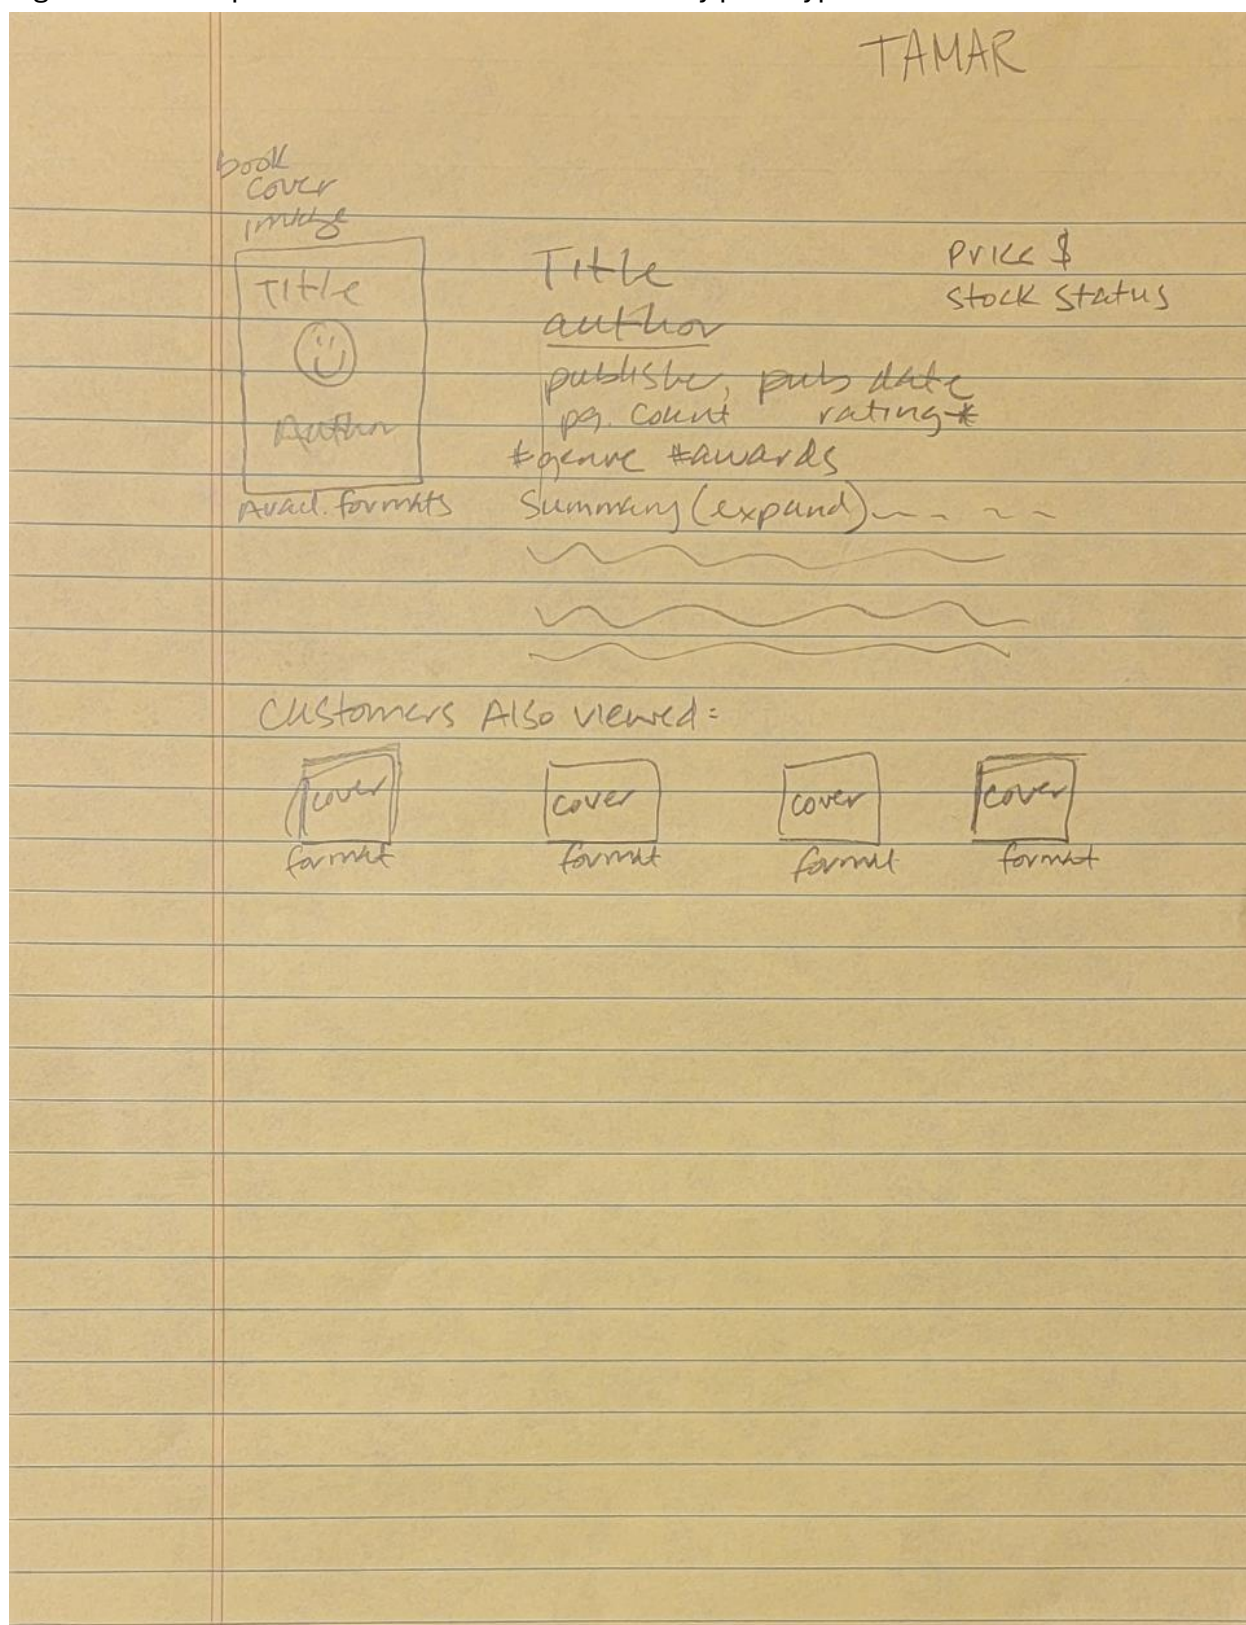 TAMAR
book
cover
image
Title
Author
Avail. formats
Title
author
publisher, pub date
pg. count rating *
#genre #awards
Summary (expand)
Price $
Stock Status
Customers Also viewed:
cover cover cover cover
format format format format